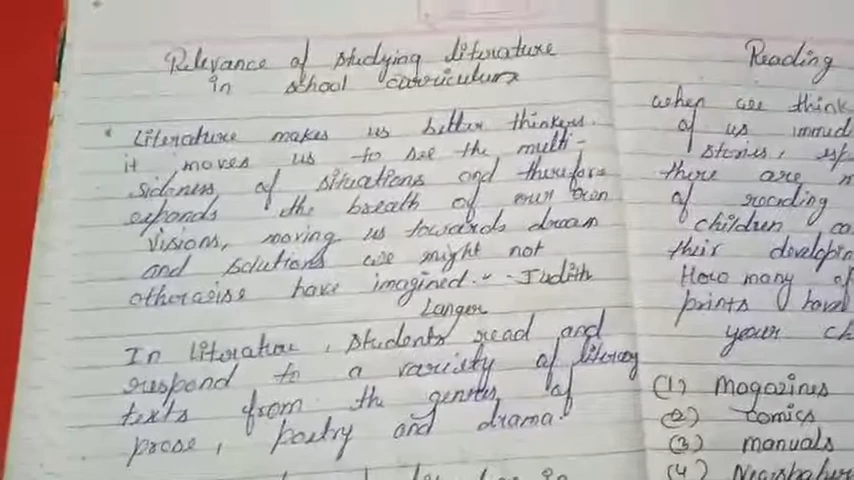 Relevance of studying literature
in school curriculum
" Literature makes us better thinkers.
it moves us to see the multi-
sidedness of situations and therefore
expands the breath of our own
visions, moving us towards dream
and solutions we might not
otherwise have imagined." - Judith
Langer
In literature, students read and
respond to a variety of literary
texts from the genres of
prose, poetry and drama.
Reading
when we think
of us
stories,
there are
of reading
children
their
How many of
prints have
your
(1) Magazines
(2) Comics
(3) manuals
(4)